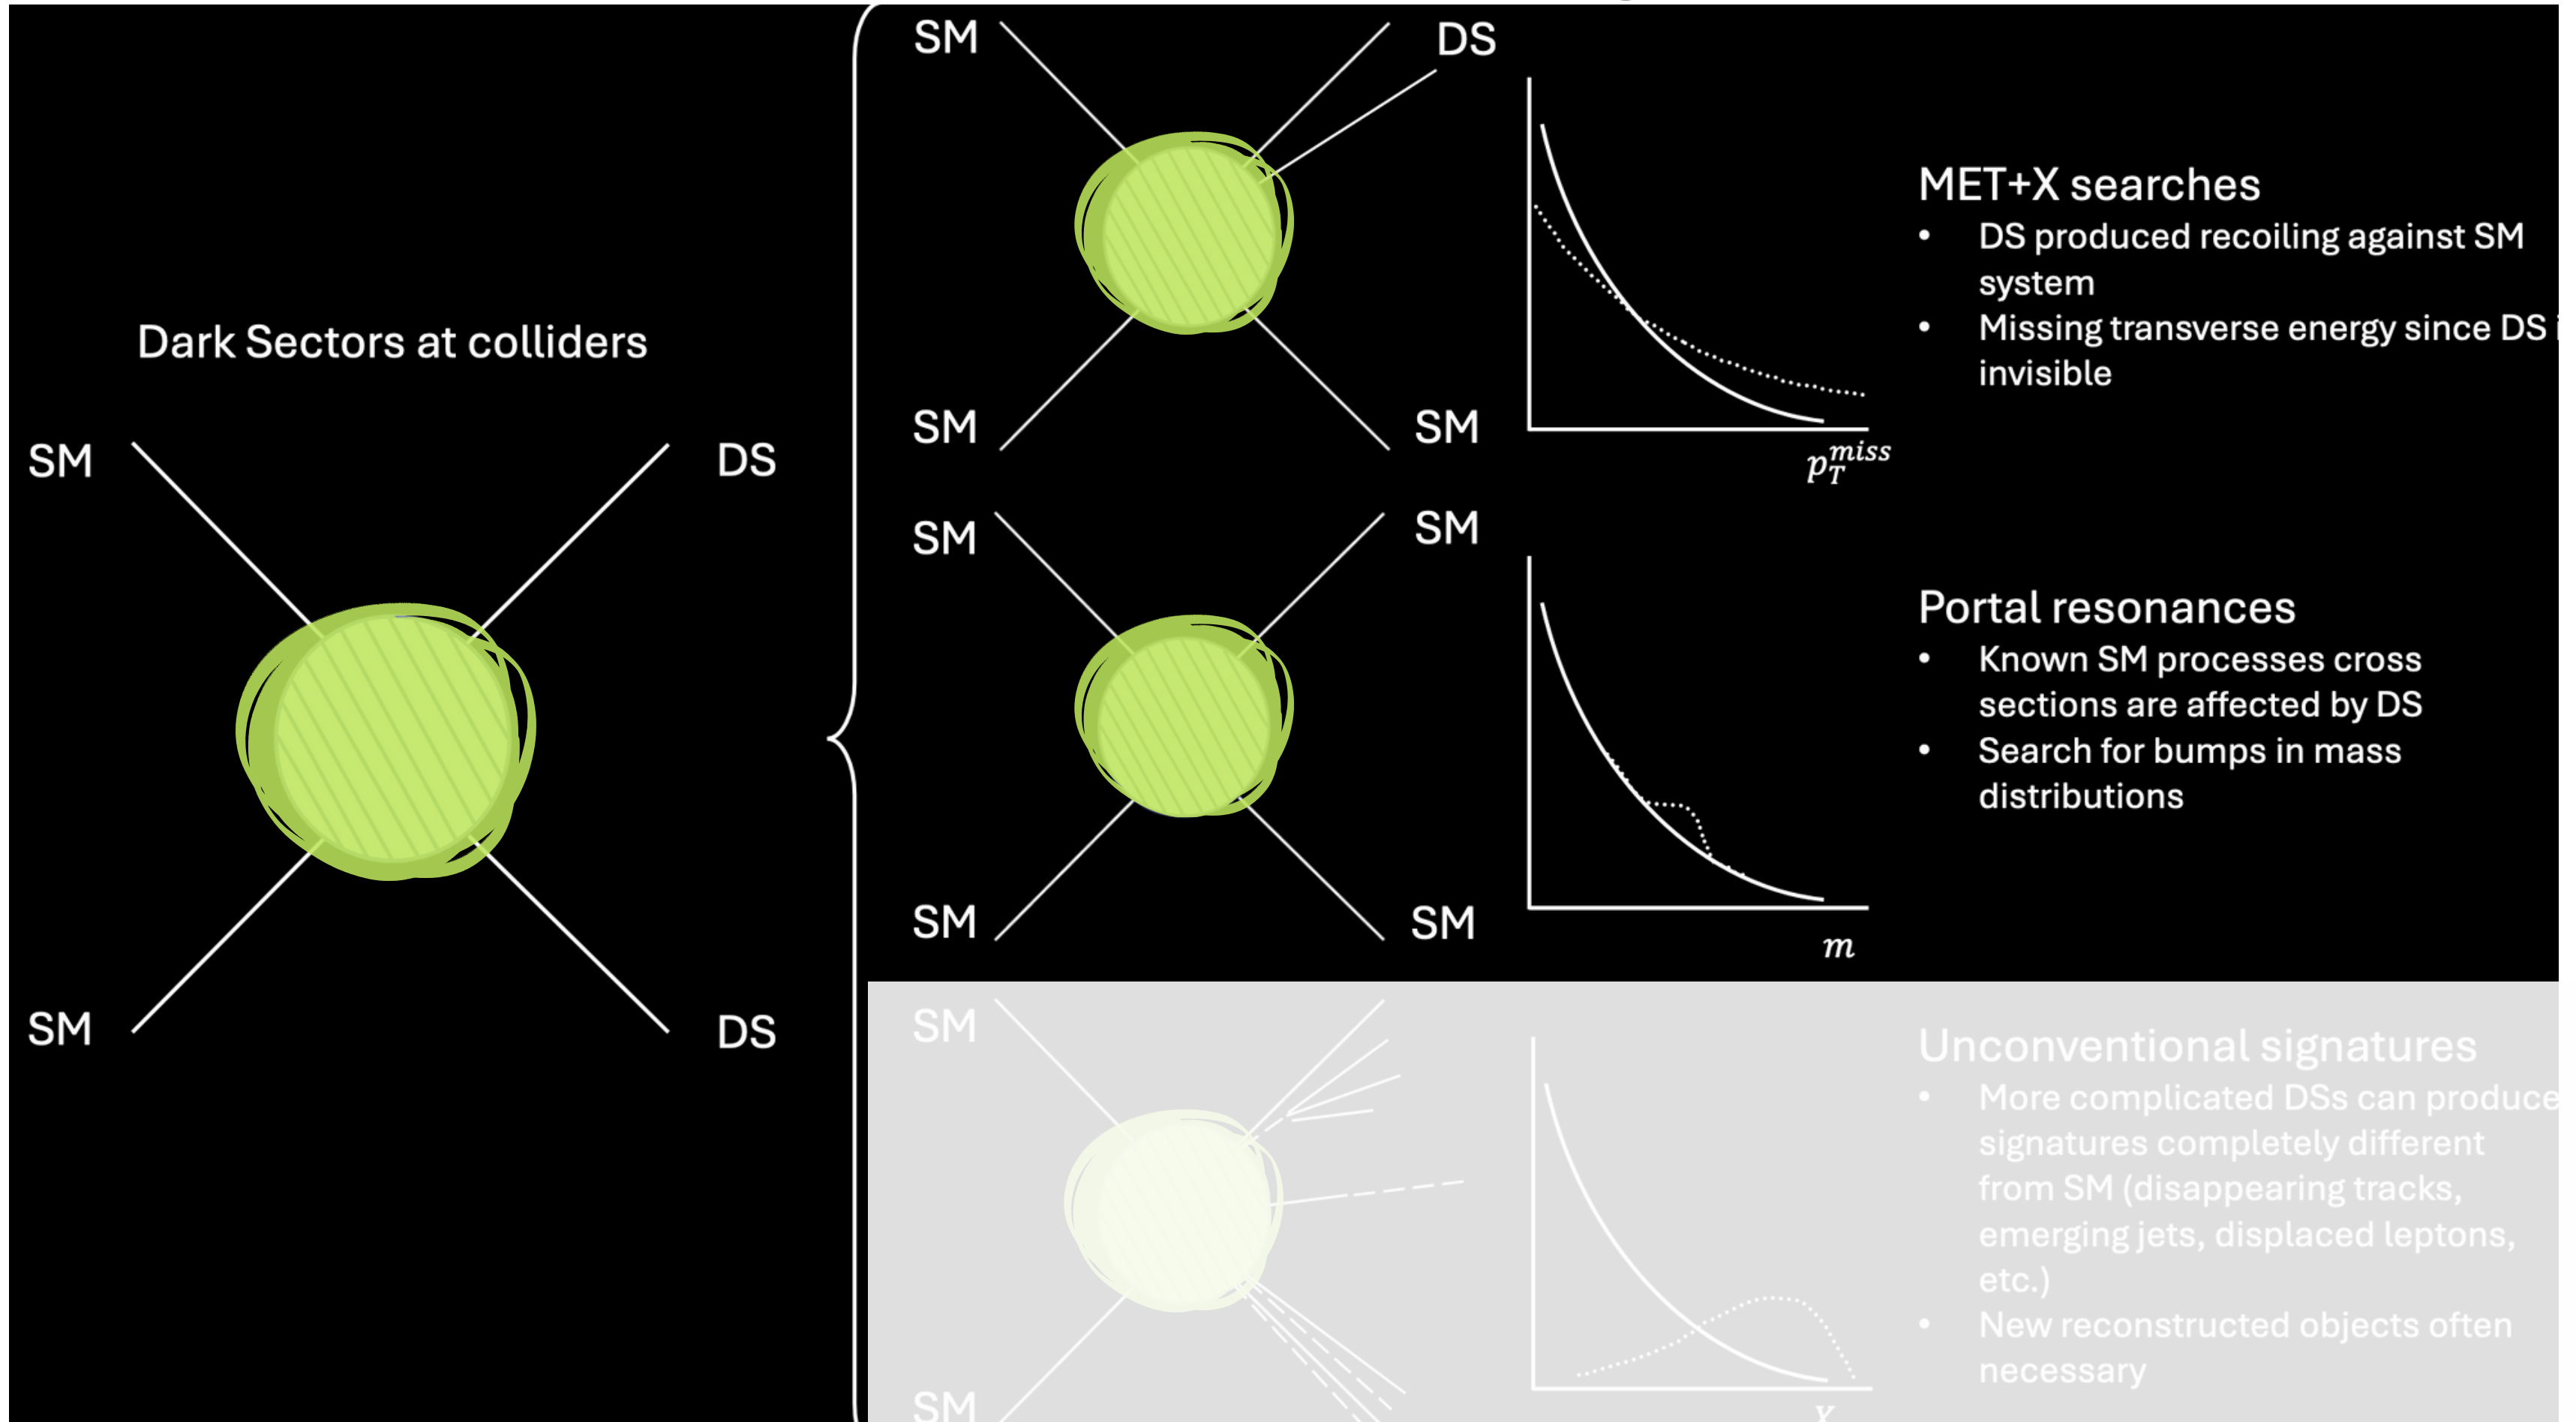 Dark Sectors at colliders
SM
DS
SM
DS
SM
DS
SM
SM
p_T^{miss}
MET+X searches
• DS produced recoiling against SM
system
• Missing transverse energy since DS
invisible
SM
SM
SM
SM
m
Portal resonances
• Known SM processes cross
sections are affected by DS
• Search for bumps in mass
distributions
SM
SM
Unconventional signatures
• More complicated DSs can produce
signatures completely different
from SM (disappearing tracks,
emerging jets, displaced leptons,
etc.)
• New reconstructed objects often
necessary